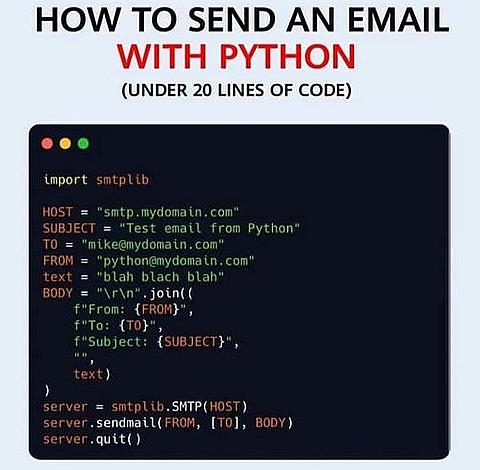 HOW TO SEND AN EMAIL
WITH PYTHON
(UNDER 20 LINES OF CODE)
import smtplib
HOST = "smtp.mydomain.com"
SUBJECT = "Test email from Python"
TO = "mike@mydomain.com"
FROM = "python@mydomain.com"
text = "blah blach blah"
BODY = "\r\n".join((
    f"From: {FROM}",
    f"To: {TO}",
    f"Subject: {SUBJECT}",
    "",
    text)
)
server = smtplib.SMTP(HOST)
server.sendmail(FROM, [TO], BODY)
server.quit()